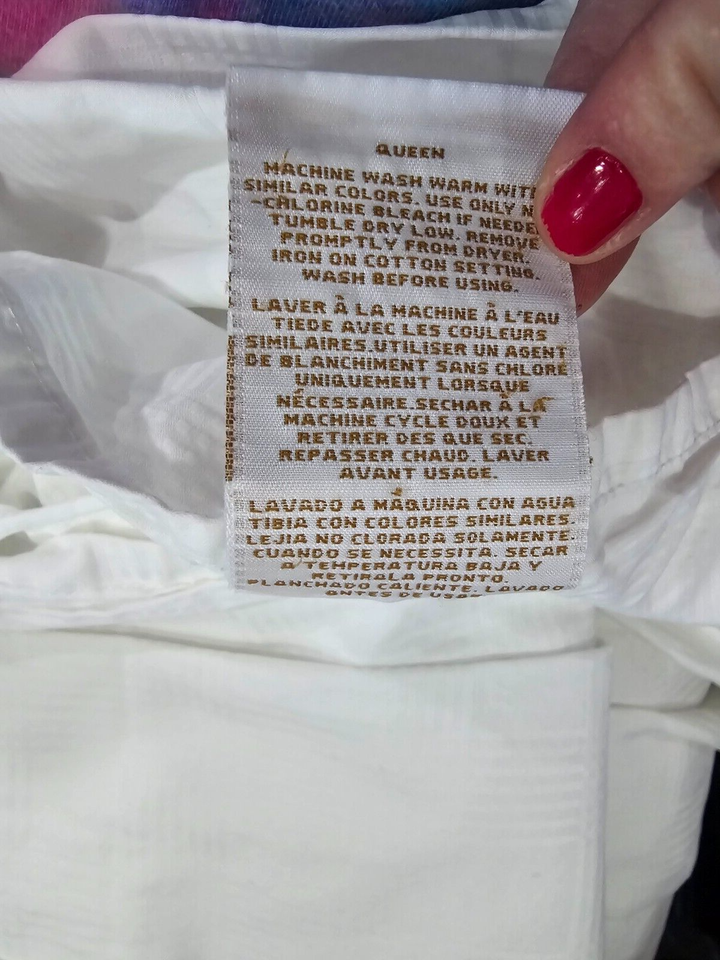 QUEEN
MACHINE WASH WARM WITH
SIMILAR COLORS. USE ONLY N
-CHLORINE BLEACH IF NEEDE
TUMBLE DRY LOW. REMOVE
PROMPTLY FROM DRYER.
IRON ON COTTON SETTING.
WASH BEFORE USING.
LAVER À LA MACHINE À L'EAU
TIEDE AVEC LES COULEURS
SIMILAIRES.UTILISER UN AGENT
DE BLANCHIMENT SANS CHLORE
UNIQUEMENT LORSQUE
NÉCESSAIRE.SECHAR À LA
MACHINE CYCLE DOUX ET
RETIRER DES QUE SEC.
REPASSER CHAUD. LAVER
AVANT USAGE.
LAVADO A MÁQUINA CON AGUA
TIBIA CON COLORES SIMILARES.
LEJIA NO CLORADA SOLAMENTE.
CUANDO SE NECESSITA. SECAR
A TEMPERATURA BAJA Y
RETIRALA PRONTO.
PLANCHADO CALIENTE. LAVADO
ANTES DE USAR